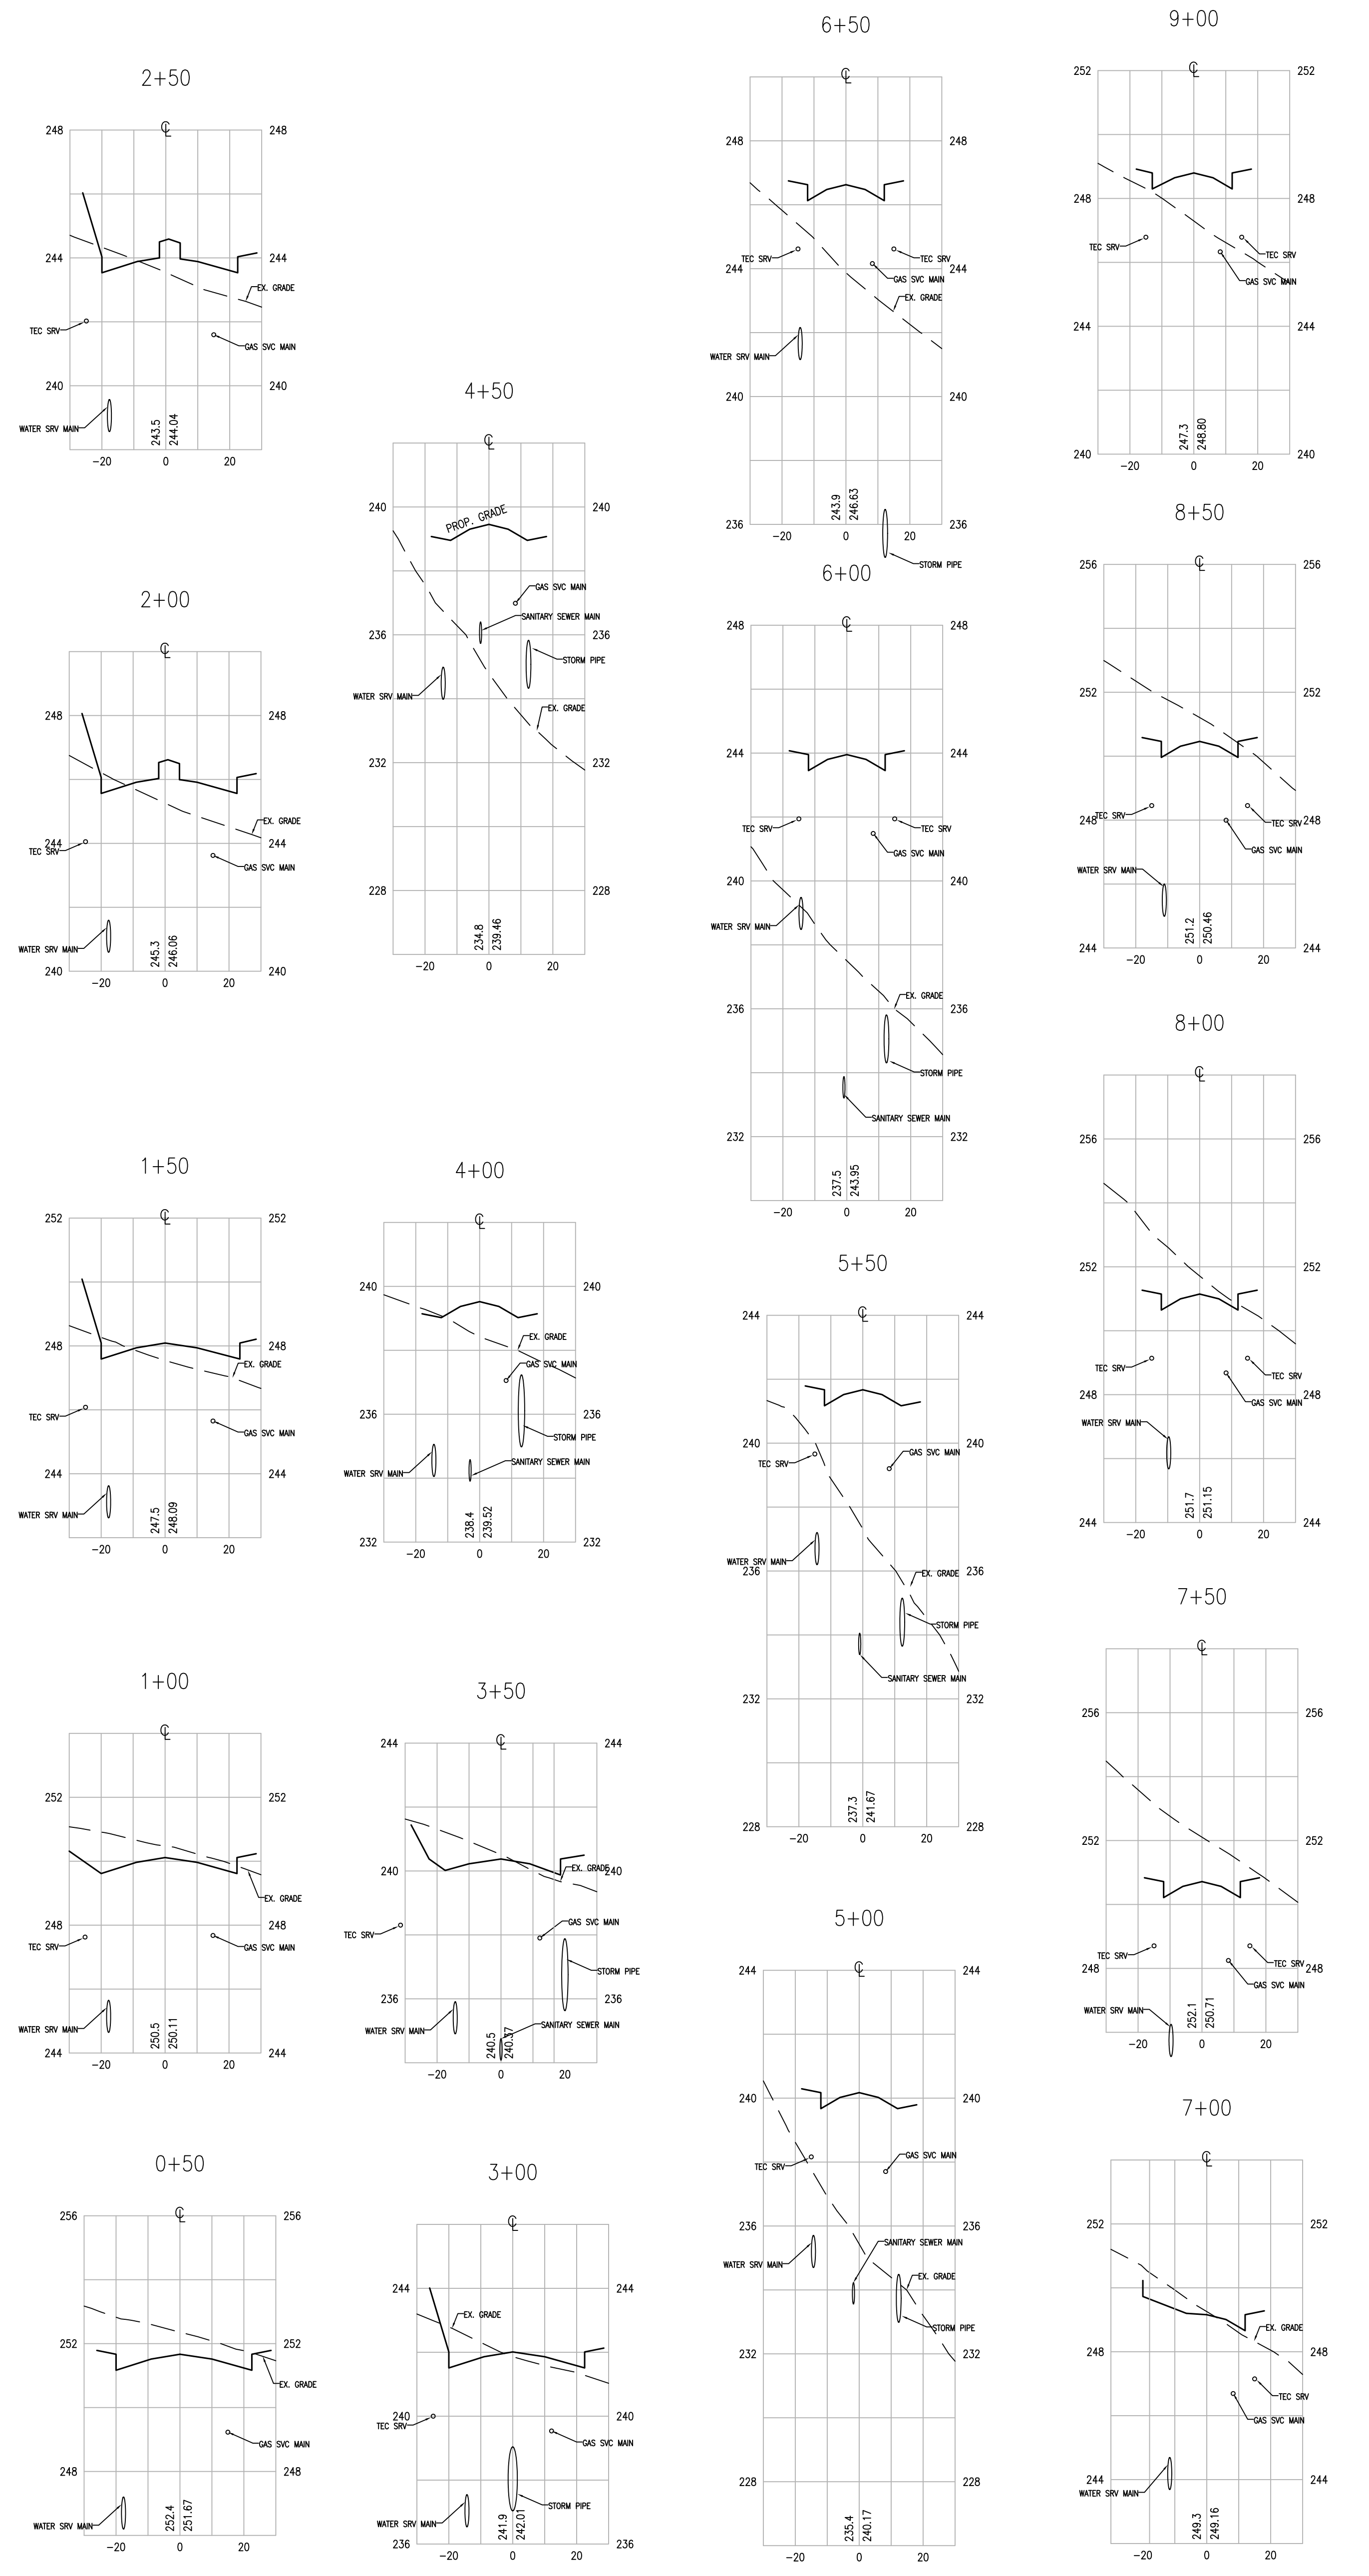 2+50
℄
248 248
244 244
EX. GRADE
TEC SRV
GAS SVC MAIN
240 240
WATER SRV MAIN
243.5
244.04
-20 0 20
2+00
℄
248 248
EX. GRADE
244 244
TEC SRV
GAS SVC MAIN
WATER SRV MAIN
245.3
246.06
240 240
-20 0 20
1+50
℄
252 252
248 248
EX. GRADE
TEC SRV
GAS SVC MAIN
244 244
WATER SRV MAIN
247.5
248.09
-20 0 20
1+00
℄
252 252
EX. GRADE
248 248
TEC SRV
GAS SVC MAIN
WATER SRV MAIN
250.5
250.11
244 244
-20 0 20
0+50
℄
256 256
252 252
EX. GRADE
GAS SVC MAIN
248 248
WATER SRV MAIN
252.4
251.67
-20 0 20
4+50
℄
240 240
PROP. GRADE
GAS SVC MAIN
SANITARY SEWER MAIN
236 236
STORM PIPE
WATER SRV MAIN
EX. GRADE
232 232
228 228
234.8
239.46
-20 0 20
4+00
℄
240 240
EX. GRADE
GAS SVC MAIN
236 236
STORM PIPE
SANITARY SEWER MAIN
WATER SRV MAIN
238.4
239.52
232 232
-20 0 20
3+50
℄
244 244
240 240
EX. GRADE
GAS SVC MAIN
TEC SRV
STORM PIPE
236 236
SANITARY SEWER MAIN
WATER SRV MAIN
240.5
240.37
-20 0 20
3+00
℄
244 244
EX. GRADE
240 240
TEC SRV
GAS SVC MAIN
STORM PIPE
WATER SRV MAIN
241.9
242.01
236 236
-20 0 20
6+50
℄
248 248
TEC SRV TEC SRV
244 244
GAS SVC MAIN
EX. GRADE
WATER SRV MAIN
240 240
243.9
246.63
236 236
-20 0 20
STORM PIPE
6+00
℄
248 248
244 244
TEC SRV TEC SRV
GAS SVC MAIN
240 240
WATER SRV MAIN
EX. GRADE
236 236
STORM PIPE
SANITARY SEWER MAIN
232 232
237.5
243.95
-20 0 20
5+50
℄
244 244
240 240
GAS SVC MAIN
TEC SRV
WATER SRV MAIN
236 236
EX. GRADE
STORM PIPE
SANITARY SEWER MAIN
232 232
237.3
241.67
228 228
-20 0 20
5+00
℄
244 244
240 240
GAS SVC MAIN
TEC SRV
236 236
SANITARY SEWER MAIN
WATER SRV MAIN
EX. GRADE
STORM PIPE
232 232
228 228
235.4
240.17
-20 0 20
9+00
℄
252 252
248 248
TEC SRV TEC SRV
GAS SVC MAIN
244 244
247.3
248.80
240 240
-20 0 20
8+50
℄
256 256
252 252
TEC SRV TEC SRV
248 248
GAS SVC MAIN
WATER SRV MAIN
251.2
250.46
244 244
-20 0 20
8+00
℄
256 256
252 252
TEC SRV TEC SRV
248 248
GAS SVC MAIN
WATER SRV MAIN
251.7
251.15
244 244
-20 0 20
7+50
℄
256 256
252 252
TEC SRV TEC SRV
248 248
GAS SVC MAIN
WATER SRV MAIN
252.1
250.71
-20 0 20
7+00
℄
252 252
EX. GRADE
248 248
TEC SRV
GAS SVC MAIN
244 244
WATER SRV MAIN
249.3
249.16
-20 0 20